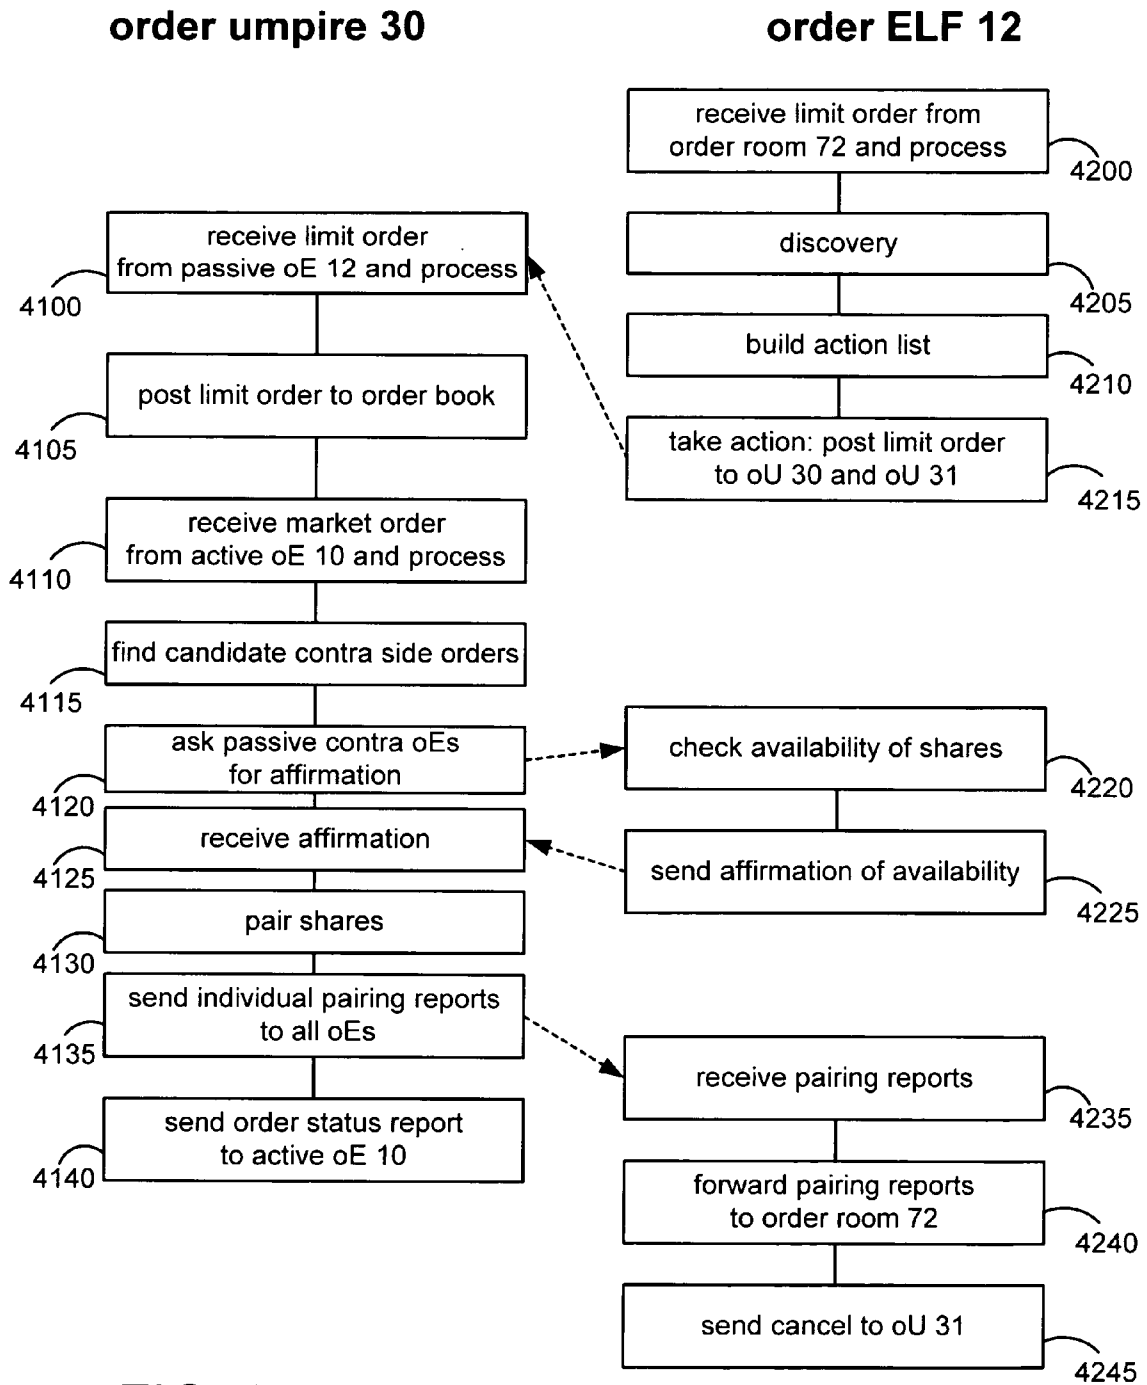 order umpire 30
order ELF 12
receive limit order from
order room 72 and process
4200
discovery
4205
build action list
4210
take action: post limit order
to oU 30 and oU 31
4215
receive limit order
from passive oE 12 and process
4100
post limit order to order book
4105
receive market order
from active oE 10 and process
4110
find candidate contra side orders
4115
ask passive contra oEs
for affirmation
4120
check availability of shares
4220
receive affirmation
4125
send affirmation of availability
4225
pair shares
4130
send individual pairing reports
to all oEs
4135
receive pairing reports
4235
send order status report
to active oE 10
4140
forward pairing reports
to order room 72
4240
send cancel to oU 31
4245